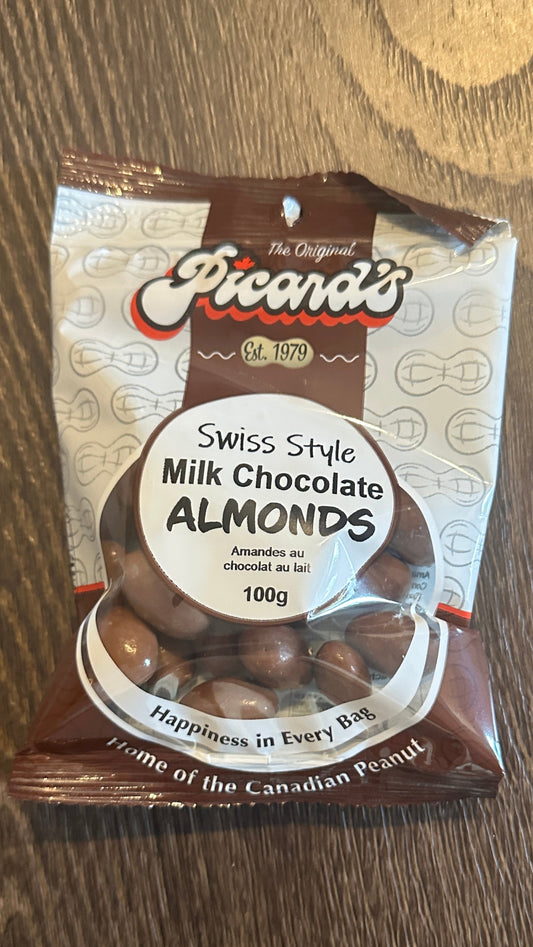 The Original
Picard's
Est. 1979
Swiss Style
Milk Chocolate
ALMONDS
Amandes au
chocolat au lait
100g
Happiness in Every Bag
Home of the Canadian Peanut